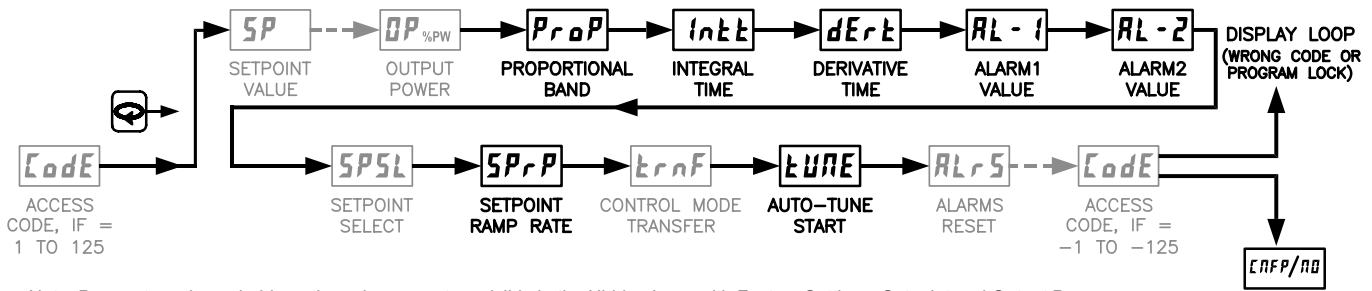 SP
SETPOINT
VALUE
OP %PW
OUTPUT
POWER
ProP
PROPORTIONAL
BAND
Intt
INTEGRAL
TIME
dErt
DERIVATIVE
TIME
AL-1
ALARM1
VALUE
AL-2
ALARM2
VALUE
DISPLAY LOOP
(WRONG CODE OR
PROGRAM LOCK)
CodE
ACCESS
CODE, IF =
1 TO 125
SPSL
SETPOINT
SELECT
SPrP
SETPOINT
RAMP RATE
trnF
CONTROL MODE
TRANSFER
tUNE
AUTO-TUNE
START
ALrS
ALARMS
RESET
CodE
ACCESS
CODE, IF =
-1 TO -125
CNFP/NO